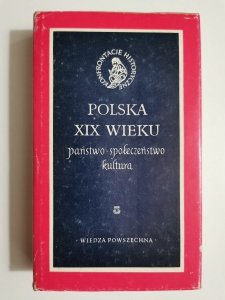 KONFRONTACJE HISTORYCZNE
POLSKA
XIX WIEKU
państwo·społeczeństwo
kultura
·WIEDZA POWSZECHNA·